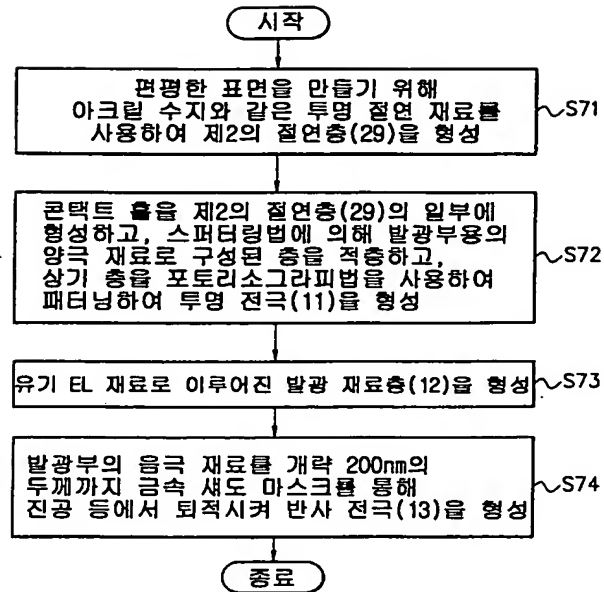 시작
편평한 표면을 만들기 위해
아크릴 수지와 같은 투명 절연 재료를
사용하여 제2의 절연층(29)을 형성
S71
콘택트 홀을 제2의 절연층(29)의 일부에
형성하고, 스퍼터링법에 의해 발광부용의
양극 재료로 구성된 층을 적층하고,
상기 층을 포토리소그라피법을 사용하여
패터닝하여 투명 전극(11)을 형성
S72
유기 EL 재료로 이루어진 발광 재료층(12)을 형성
S73
발광부의 음극 재료를 개략 200nm의
두께까지 금속 섀도 마스크를 통해
진공 등에서 퇴적시켜 반사 전극(13)을 형성
S74
종료